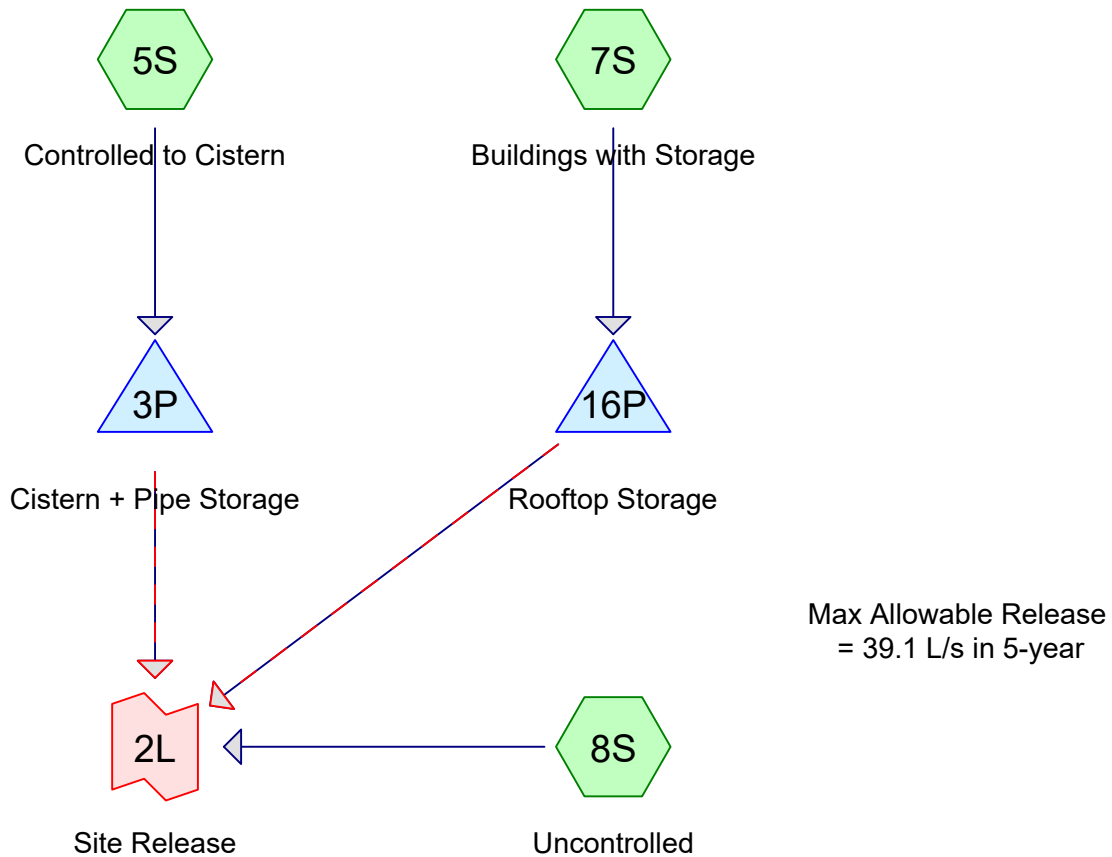 5S
7S
Controlled to Cistern
Buildings with Storage
3P
16P
Cistern + Pipe Storage
Rooftop Storage
Max Allowable Release
= 39.1 L/s in 5-year
2L
8S
Site Release
Uncontrolled